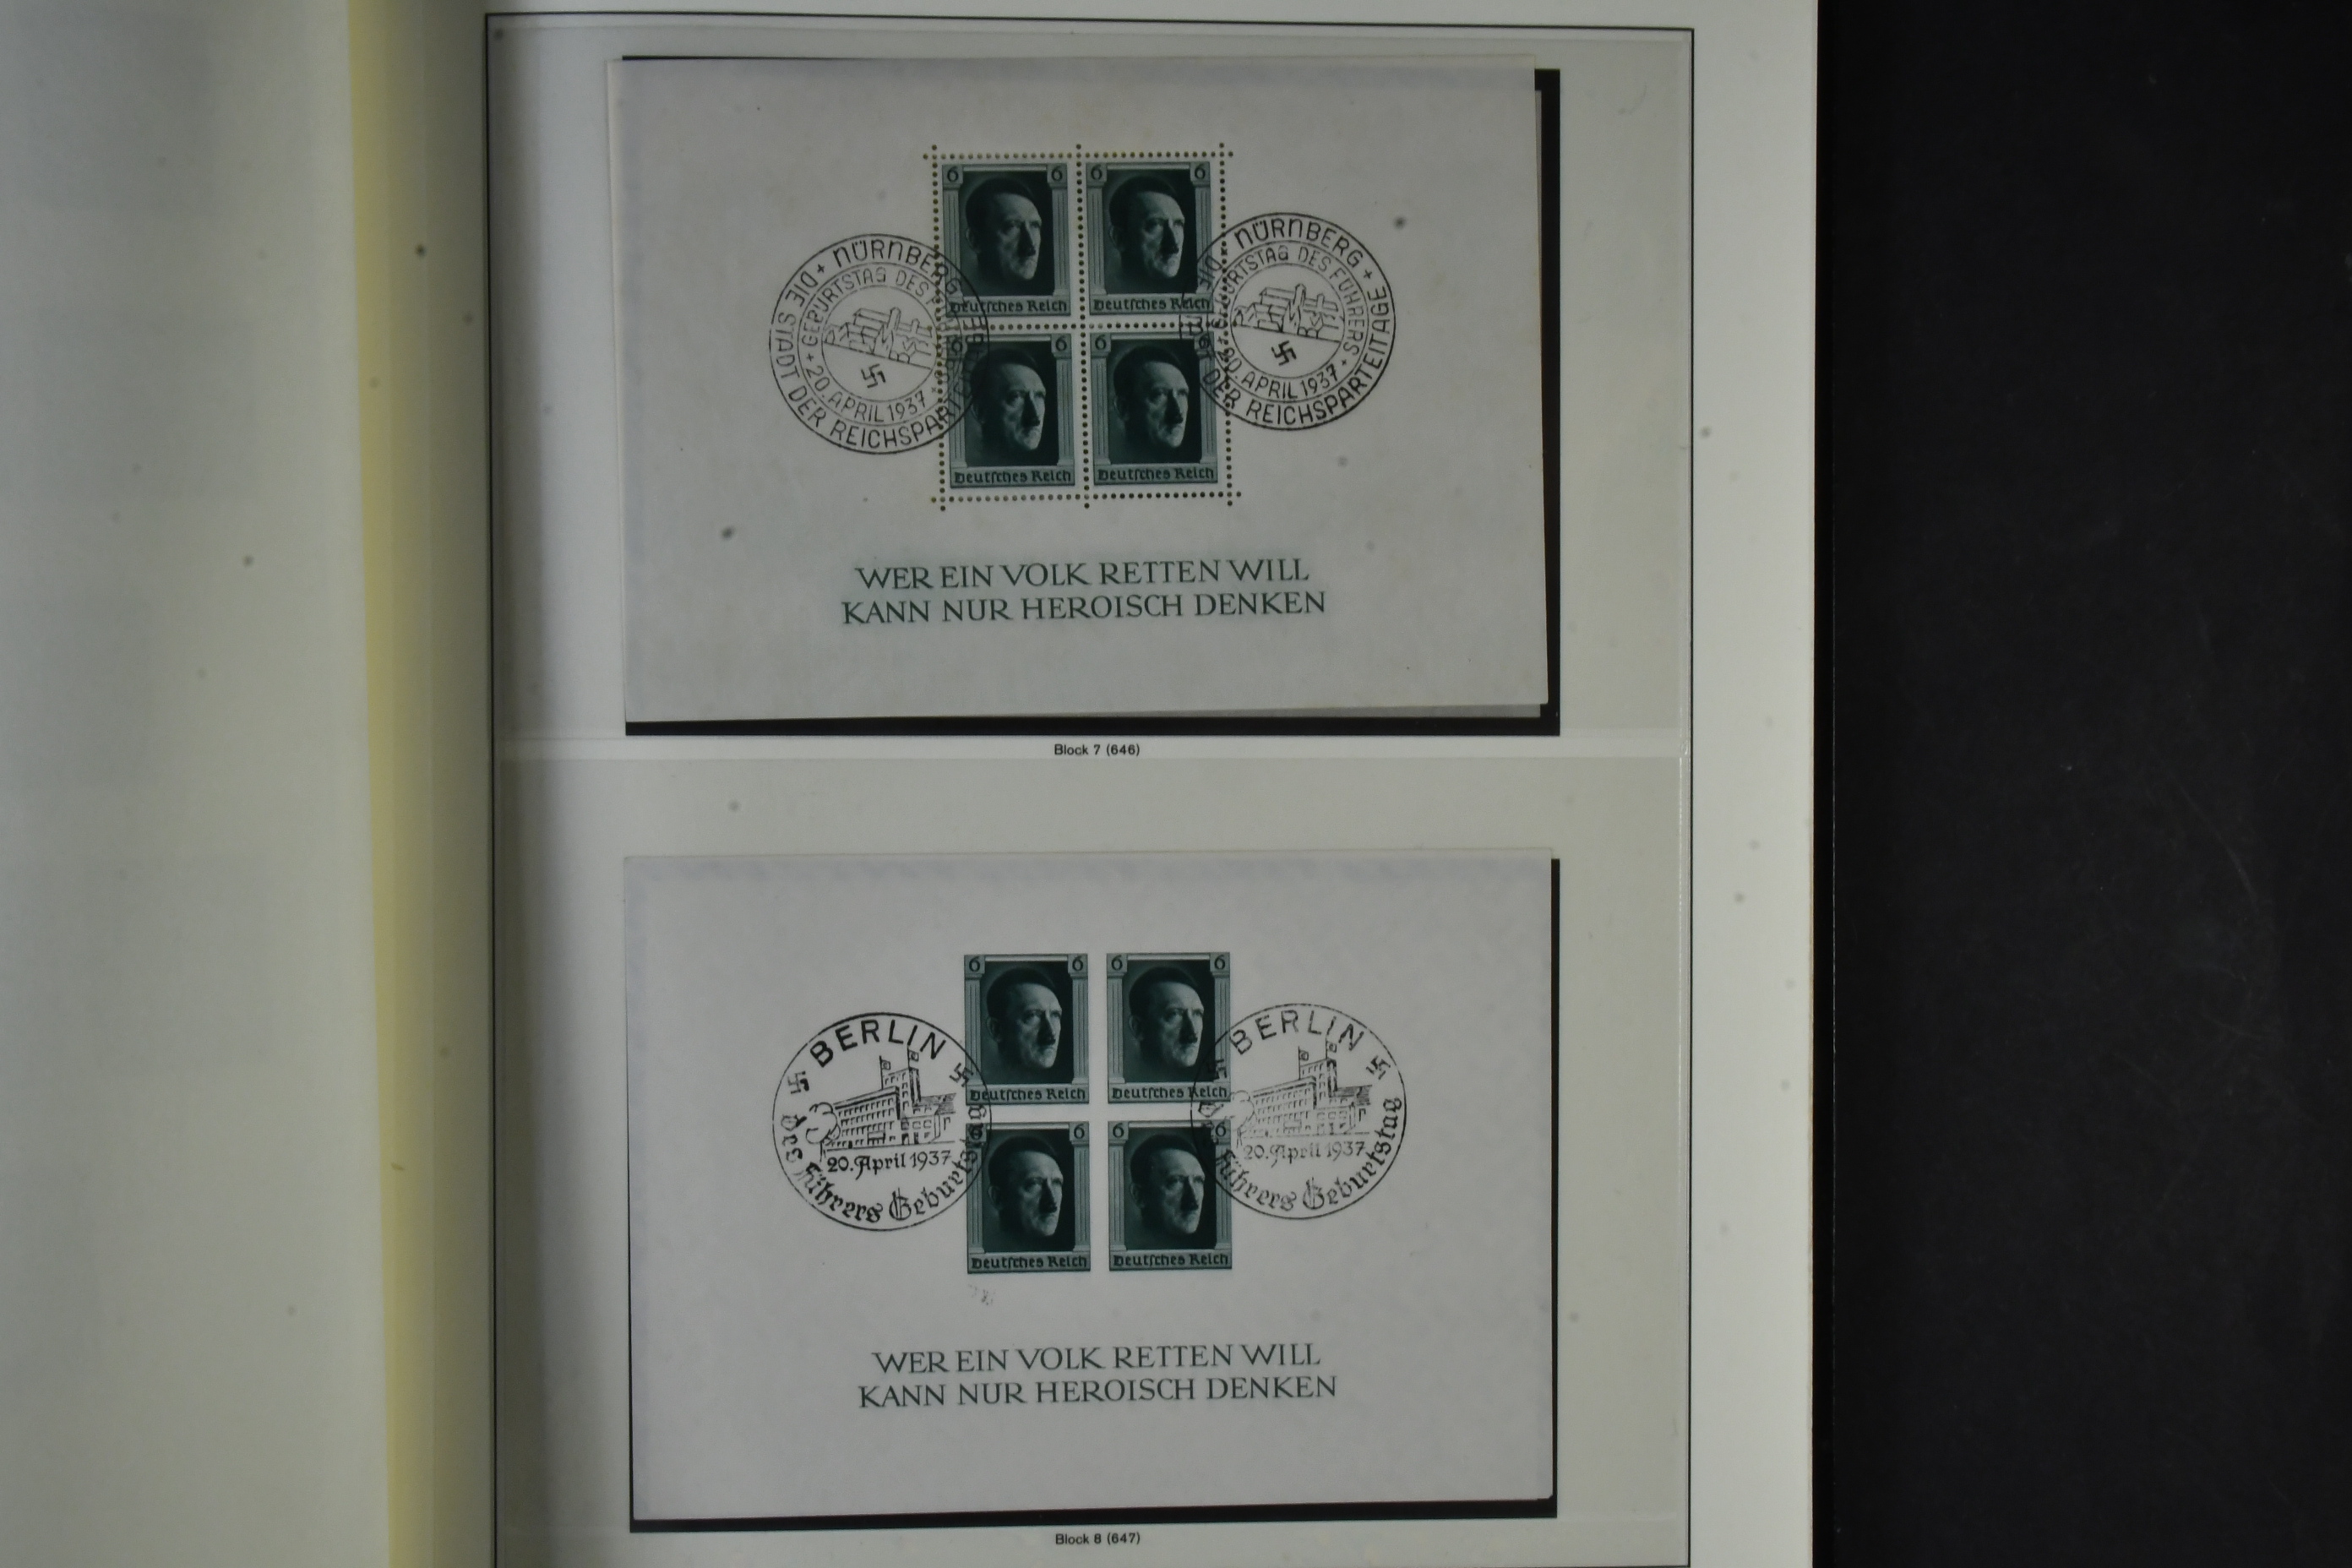 6 6 6 6
Deutsches Reich Deutsches Reich
6 6 6
Deutsches Reich Deutsches Reich
+ NÜRNBERG
DIE STADT DER REICHSPARTEITAGE
+ GEBURTSTAG DES
20. APRIL 1937
NÜRNBERG +
DIE DER REICHSPARTEITAGE
GEBURTSTAG DES FÜHRERS
20. APRIL 1937
WER EIN VOLK RETTEN WILL
KANN NUR HEROISCH DENKEN
Block 7 (646)
6 6 6 6
Deutsches Reich Deutsches Reich
6 6 6
Deutsches Reich Deutsches Reich
BERLIN
20. April 1937
des Führers Geburtstag
BERLIN
20. April 1937
Führers Geburtstag
WER EIN VOLK RETTEN WILL
KANN NUR HEROISCH DENKEN
Block 8 (647)